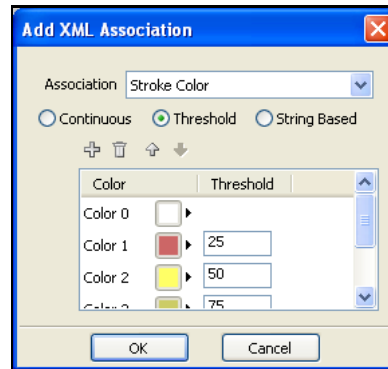 Add XML Association
Association Stroke Color
Continuous Threshold String Based
Color Threshold
Color 0
Color 1 25
Color 2 50
75
OK Cancel